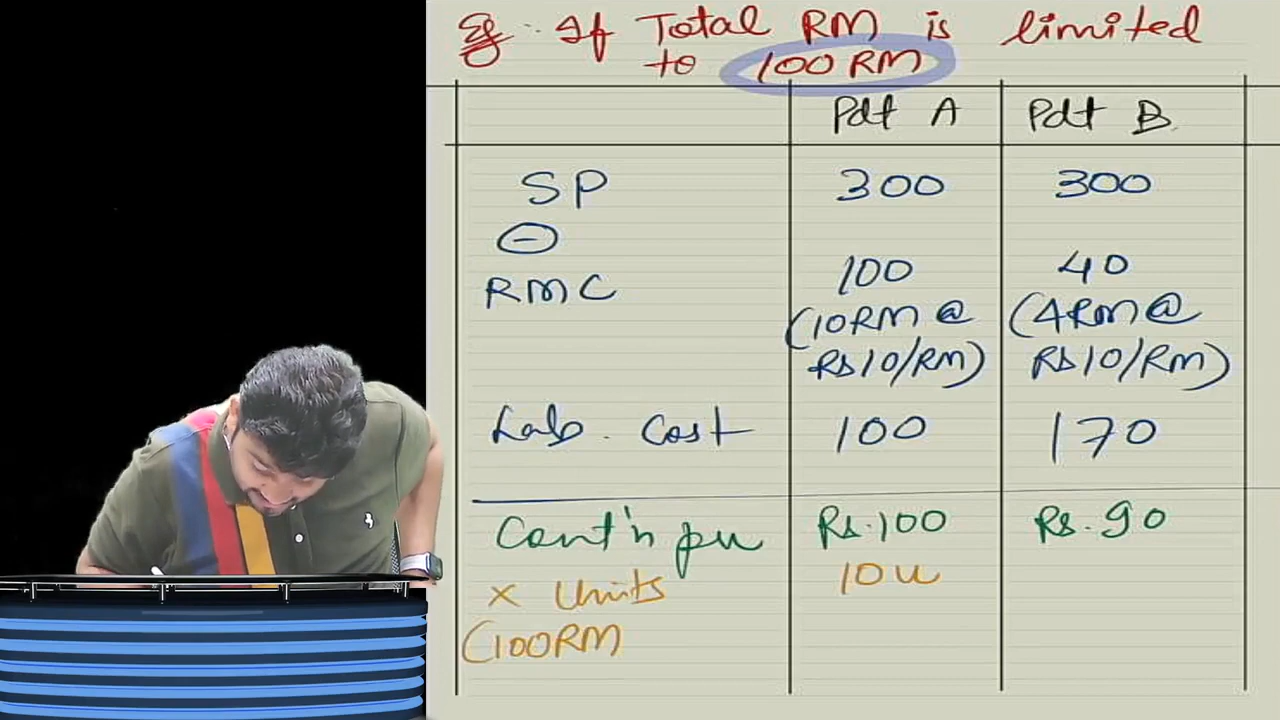 Eg: If Total RM is limited
to 100 RM
Pdt A Pdt B
SP 300 300
⊖
RMC 100 40
(10RM @ (4RM @
Rs10/RM) Rs10/RM)
Lab. Cost 100 170
Cont'n pu Rs.100 Rs.90
× Units 10u
(100RM